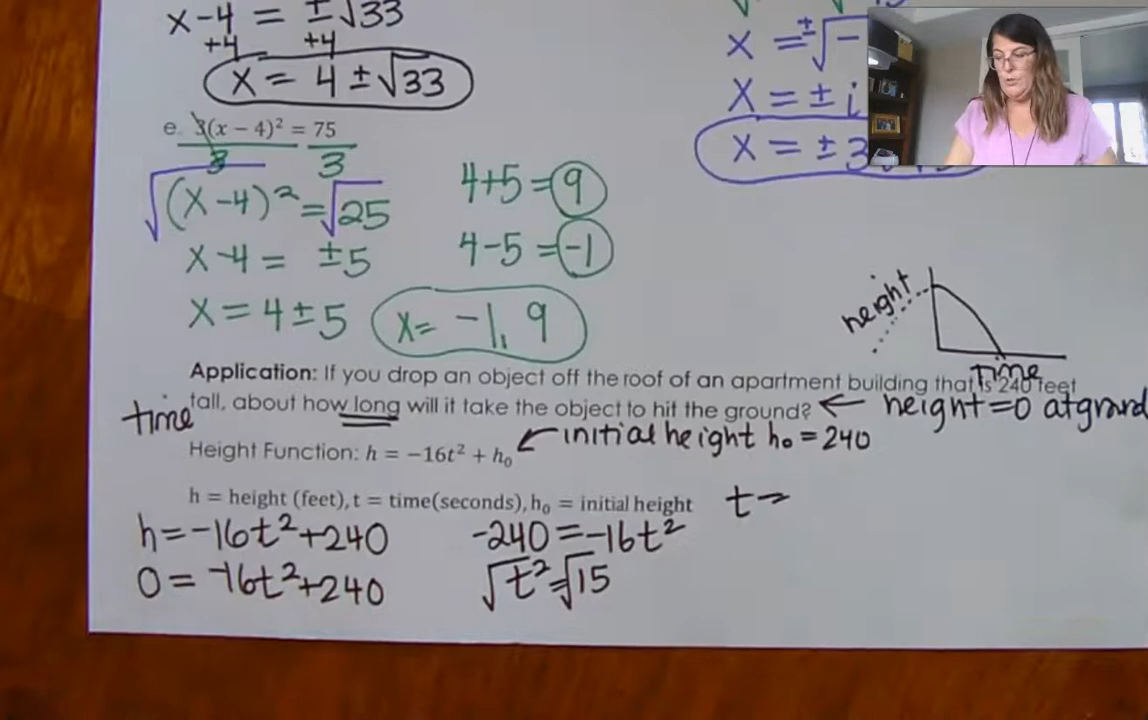 x-4 = ±√33
+4 +4
x = 4 ±√33
x = ±√-
x = ± i
x = ± 3
e. 3(x − 4)² = 75
3 3
√(x-4)² = √25
x-4 = ±5
x = 4±5
x= -1, 9
4+5=9
4-5=-1
height
Time
Application: If you drop an object off the roof of an apartment building that is 240 feet
tall, about how long will it take the object to hit the ground? ← height=0 at ground
time
initial height h₀ = 240
Height Function: h = −16t² + h₀
h = height (feet), t = time(seconds), h₀ = initial height
t=
h=-16t²+240
-240=-16t²
0=-16t²+240
√t²=√15